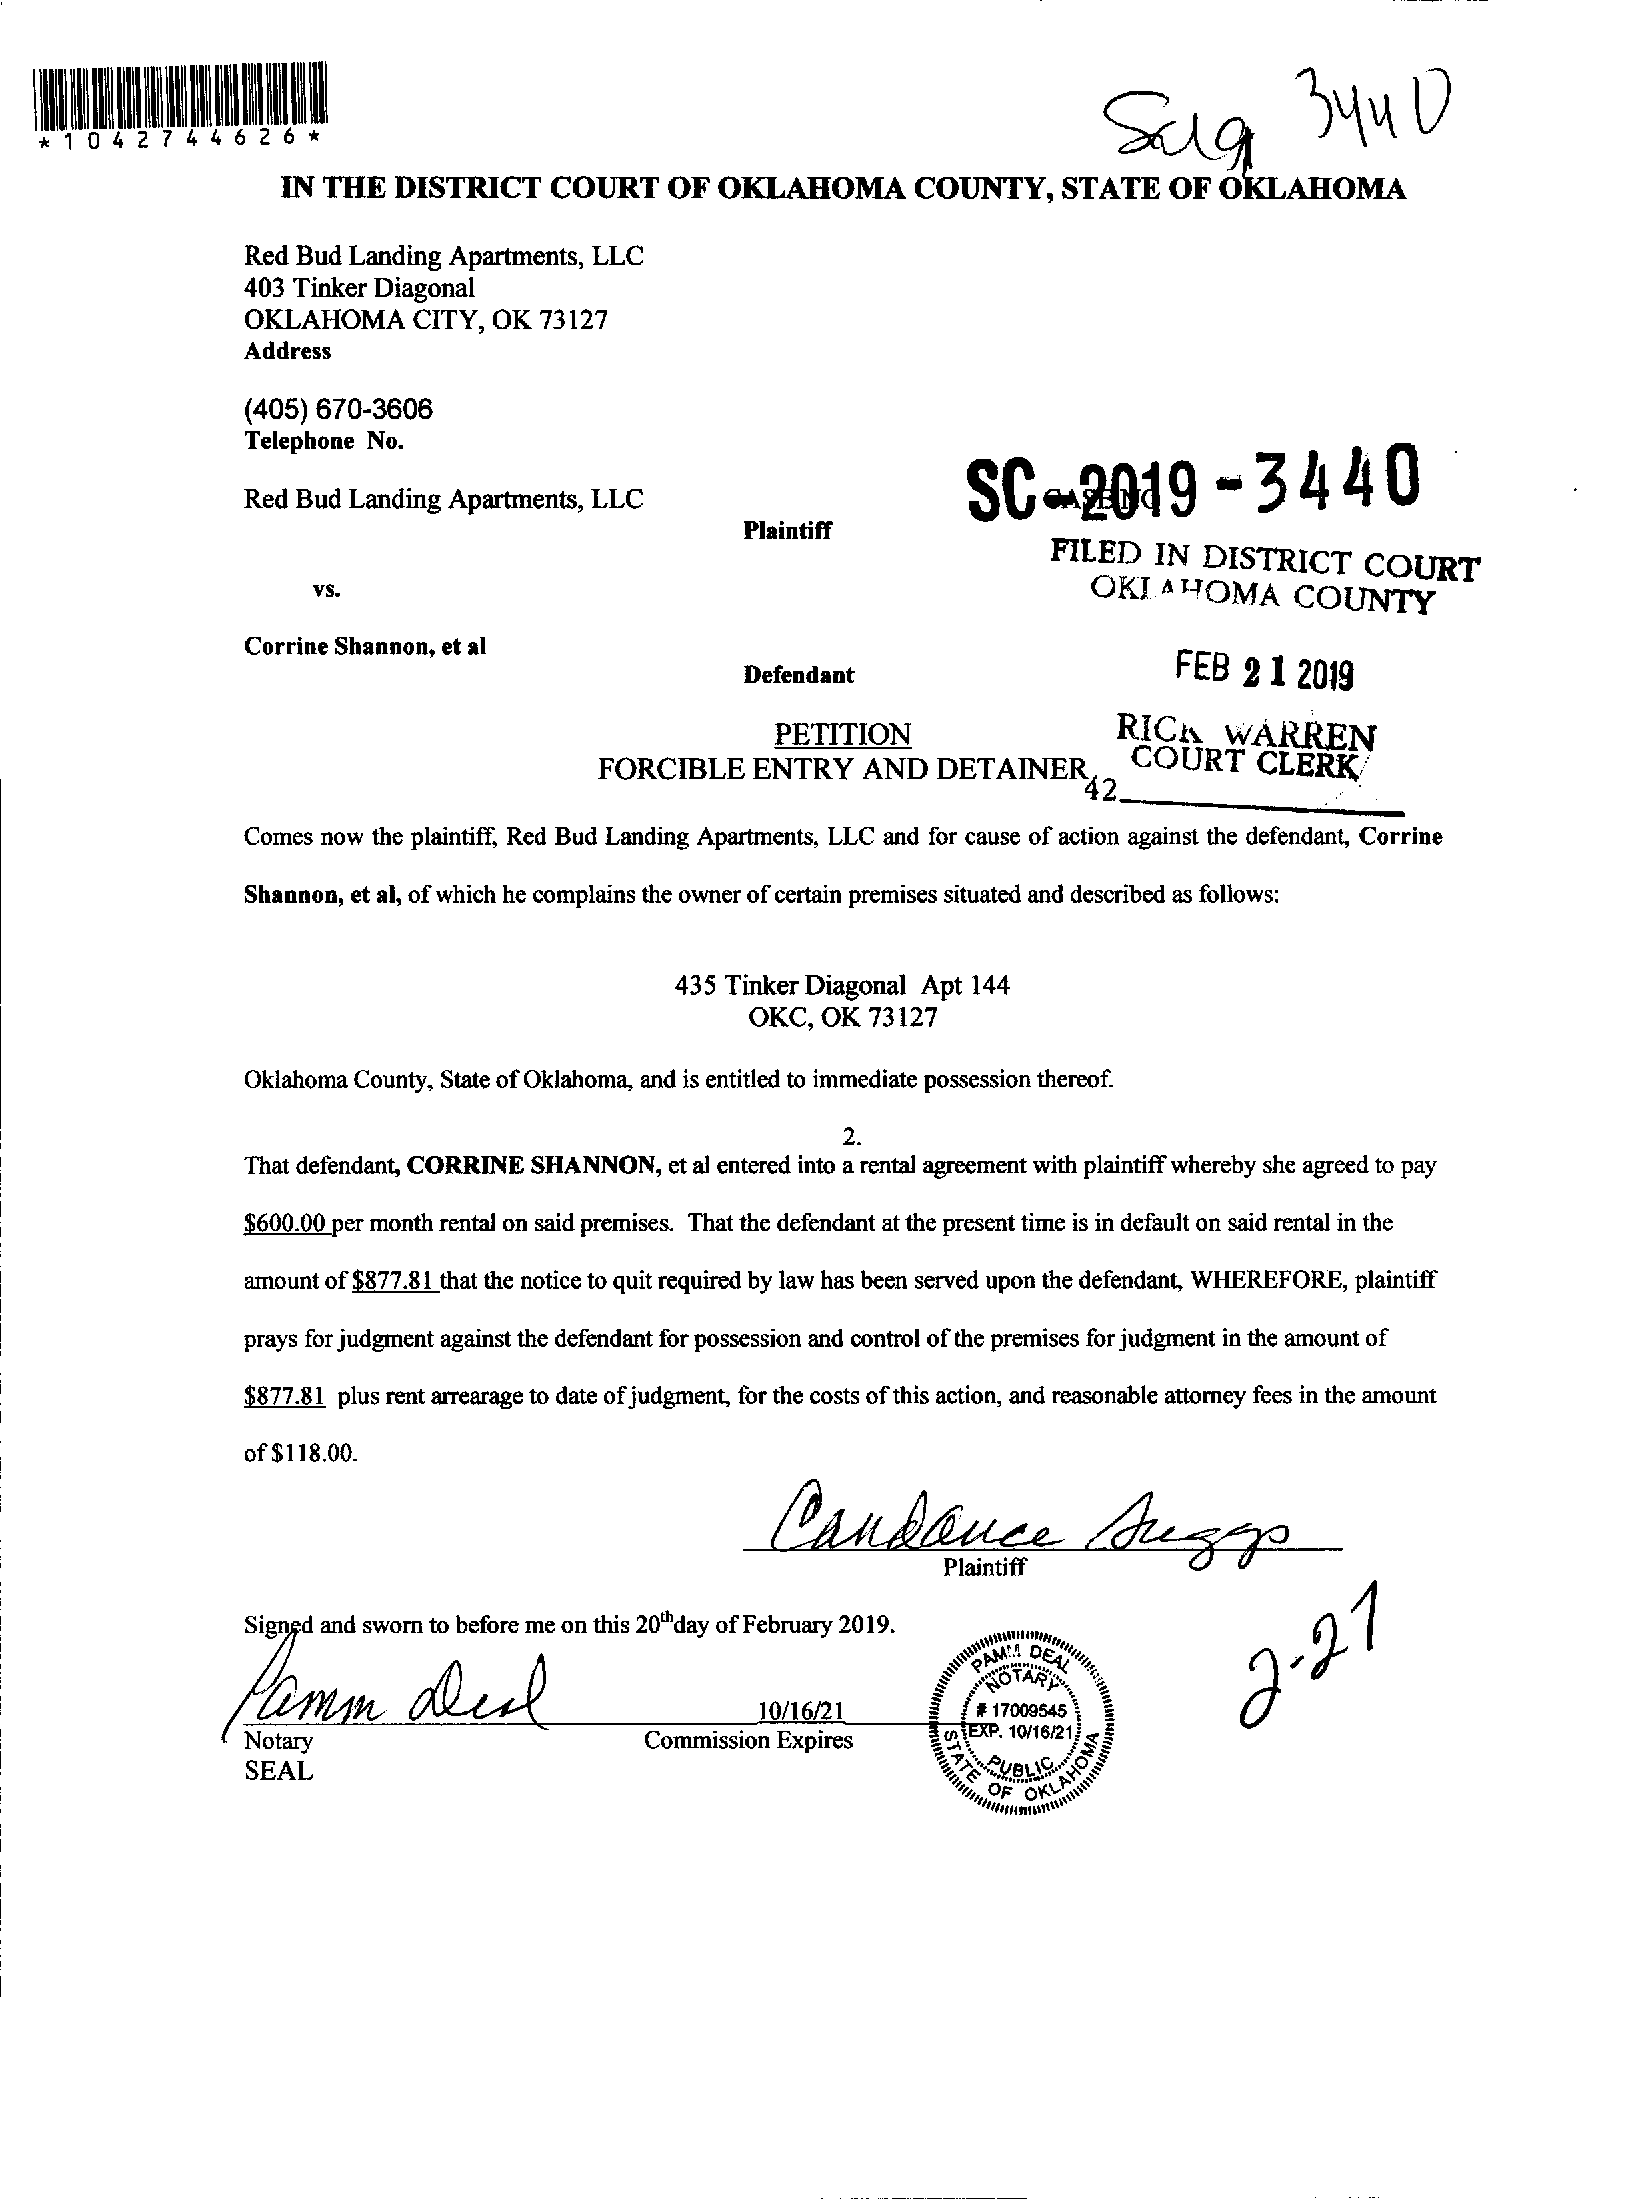 *1042744626*
3440
IN THE DISTRICT COURT OF OKLAHOMA COUNTY, STATE OF OKLAHOMA
Red Bud Landing Apartments, LLC
403 Tinker Diagonal
OKLAHOMA CITY, OK 73127
Address
(405) 670-3606
Telephone No.
SC-2019-3440
Red Bud Landing Apartments, LLC
Plaintiff
FILED IN DISTRICT COURT
OKLAHOMA COUNTY
vs.
Corrine Shannon, et al
Defendant
FEB 21 2019
PETITION
RICK WARREN
COURT CLERK
FORCIBLE ENTRY AND DETAINER
42
Comes now the plaintiff, Red Bud Landing Apartments, LLC and for cause of action against the defendant, Corrine
Shannon, et al, of which he complains the owner of certain premises situated and described as follows:
435 Tinker Diagonal Apt 144
OKC, OK 73127
Oklahoma County, State of Oklahoma, and is entitled to immediate possession thereof.
2.
That defendant, CORRINE SHANNON, et al entered into a rental agreement with plaintiff whereby she agreed to pay
$600.00 per month rental on said premises. That the defendant at the present time is in default on said rental in the
amount of $877.81 that the notice to quit required by law has been served upon the defendant, WHEREFORE, plaintiff
prays for judgment against the defendant for possession and control of the premises for judgment in the amount of
$877.81 plus rent arrearage to date of judgment, for the costs of this action, and reasonable attorney fees in the amount
of $118.00.
Candance Suggs
Plaintiff
Signed and sworn to before me on this 20th day of February 2019.
2-27
Pamm Deal
10/16/21
Notary
Commission Expires
SEAL
PAMM DEAL
NOTARY
# 17009545
EXP. 10/16/21
PUBLIC
STATE OF OKLAHOMA